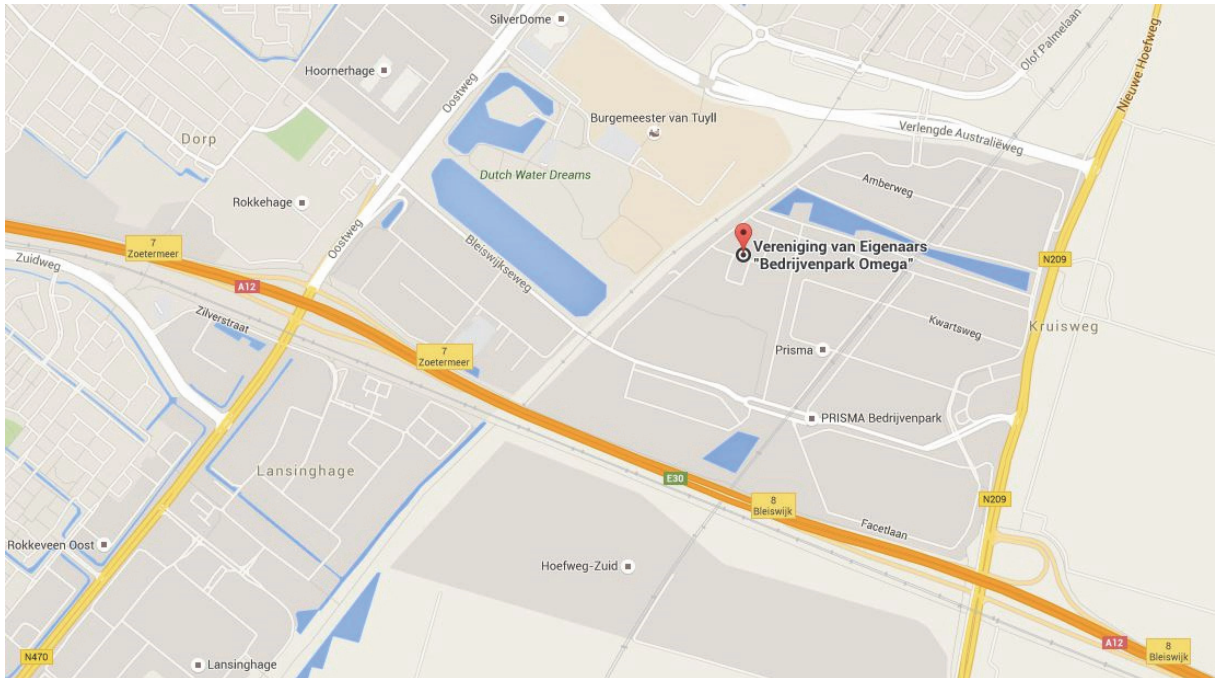 SilverDome
Hoornerhage
Oostweg
Dorp
Burgemeester van Tuyll
Olof Palmelaan
Nieuwe Hoefweg
Verlengde Australiëweg
Dutch Water Dreams
Amberweg
Rokkehage
Oostweg
Bleiswijkseweg
Vereniging van Eigenaars
"Bedrijvenpark Omega"
7
Zoetermeer
Zuidweg
A12
Zilverstraat
N209
Kwartsweg
Kruisweg
7
Zoetermeer
Prisma
PRISMA Bedrijvenpark
Lansinghage
E30
8
Bleiswijk
N209
Facetlaan
Rokkeveen Oost
Hoefweg-Zuid
N470
Lansinghage
A12
8
Bleiswijk